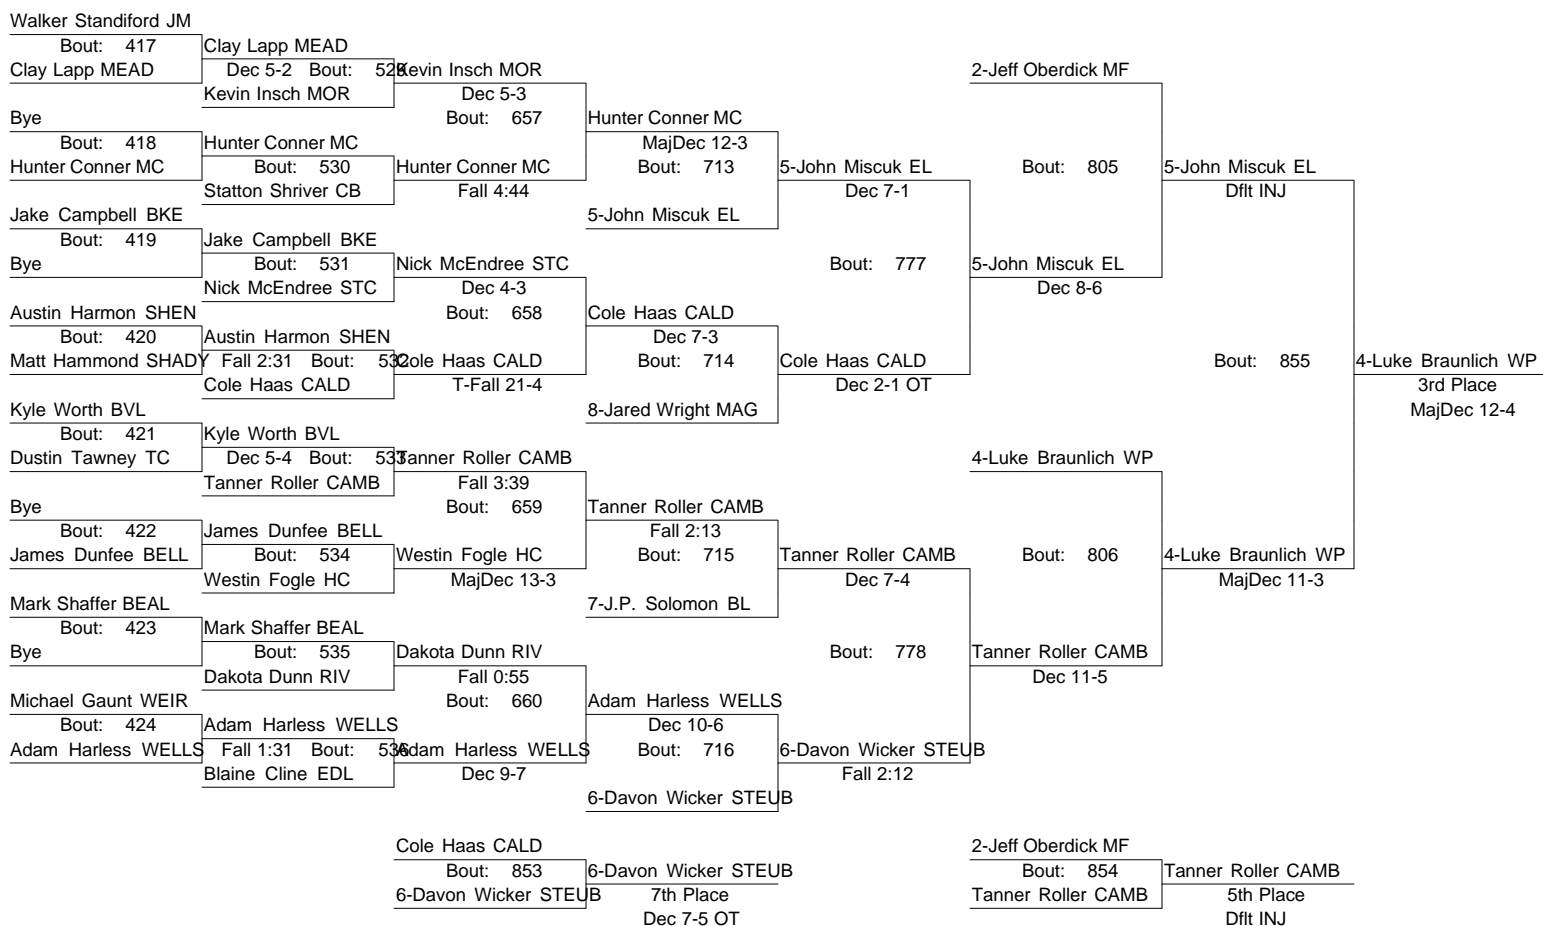 Walker Standiford JM
Bout: 417 Clay Lapp MEAD
Clay Lapp MEAD Dec 5-2 Bout: 529 Kevin Insch MOR 2-Jeff Oberdick MF
Kevin Insch MOR Dec 5-3
Bye Bout: 657 Hunter Conner MC
Bout: 418 Hunter Conner MC MajDec 12-3
Hunter Conner MC Bout: 530 Hunter Conner MC Bout: 713 5-John Miscuk EL Bout: 805 5-John Miscuk EL
Statton Shriver CB Fall 4:44 Dec 7-1 Dflt INJ
Jake Campbell BKE 5-John Miscuk EL
Bout: 419 Jake Campbell BKE
Bye Bout: 531 Nick McEndree STC Bout: 777 5-John Miscuk EL
Nick McEndree STC Dec 4-3 Dec 8-6
Austin Harmon SHEN Bout: 658 Cole Haas CALD
Bout: 420 Austin Harmon SHEN Dec 7-3
Matt Hammond SHADY Fall 2:31 Bout: 532 Cole Haas CALD Bout: 714 Cole Haas CALD Bout: 855 4-Luke Braunlich WP
Cole Haas CALD T-Fall 21-4 Dec 2-1 OT 3rd Place
Kyle Worth BVL 8-Jared Wright MAG MajDec 12-4
Bout: 421 Kyle Worth BVL
Dustin Tawney TC Dec 5-4 Bout: 533 Tanner Roller CAMB 4-Luke Braunlich WP
Tanner Roller CAMB Fall 3:39
Bye Bout: 659 Tanner Roller CAMB
Bout: 422 James Dunfee BELL Fall 2:13
James Dunfee BELL Bout: 534 Westin Fogle HC Bout: 715 Tanner Roller CAMB Bout: 806 4-Luke Braunlich WP
Westin Fogle HC MajDec 13-3 Dec 7-4 MajDec 11-3
Mark Shaffer BEAL 7-J.P. Solomon BL
Bout: 423 Mark Shaffer BEAL
Bye Bout: 535 Dakota Dunn RIV Bout: 778 Tanner Roller CAMB
Dakota Dunn RIV Fall 0:55 Dec 11-5
Michael Gaunt WEIR Bout: 660 Adam Harless WELLS
Bout: 424 Adam Harless WELLS Dec 10-6
Adam Harless WELLS Fall 1:31 Bout: 536 Adam Harless WELLS Bout: 716 6-Davon Wicker STEUB
Blaine Cline EDL Dec 9-7 Fall 2:12
6-Davon Wicker STEUB
Cole Haas CALD 2-Jeff Oberdick MF
Bout: 853 6-Davon Wicker STEUB Bout: 854 Tanner Roller CAMB
6-Davon Wicker STEUB 7th Place Tanner Roller CAMB 5th Place
Dec 7-5 OT Dflt INJ